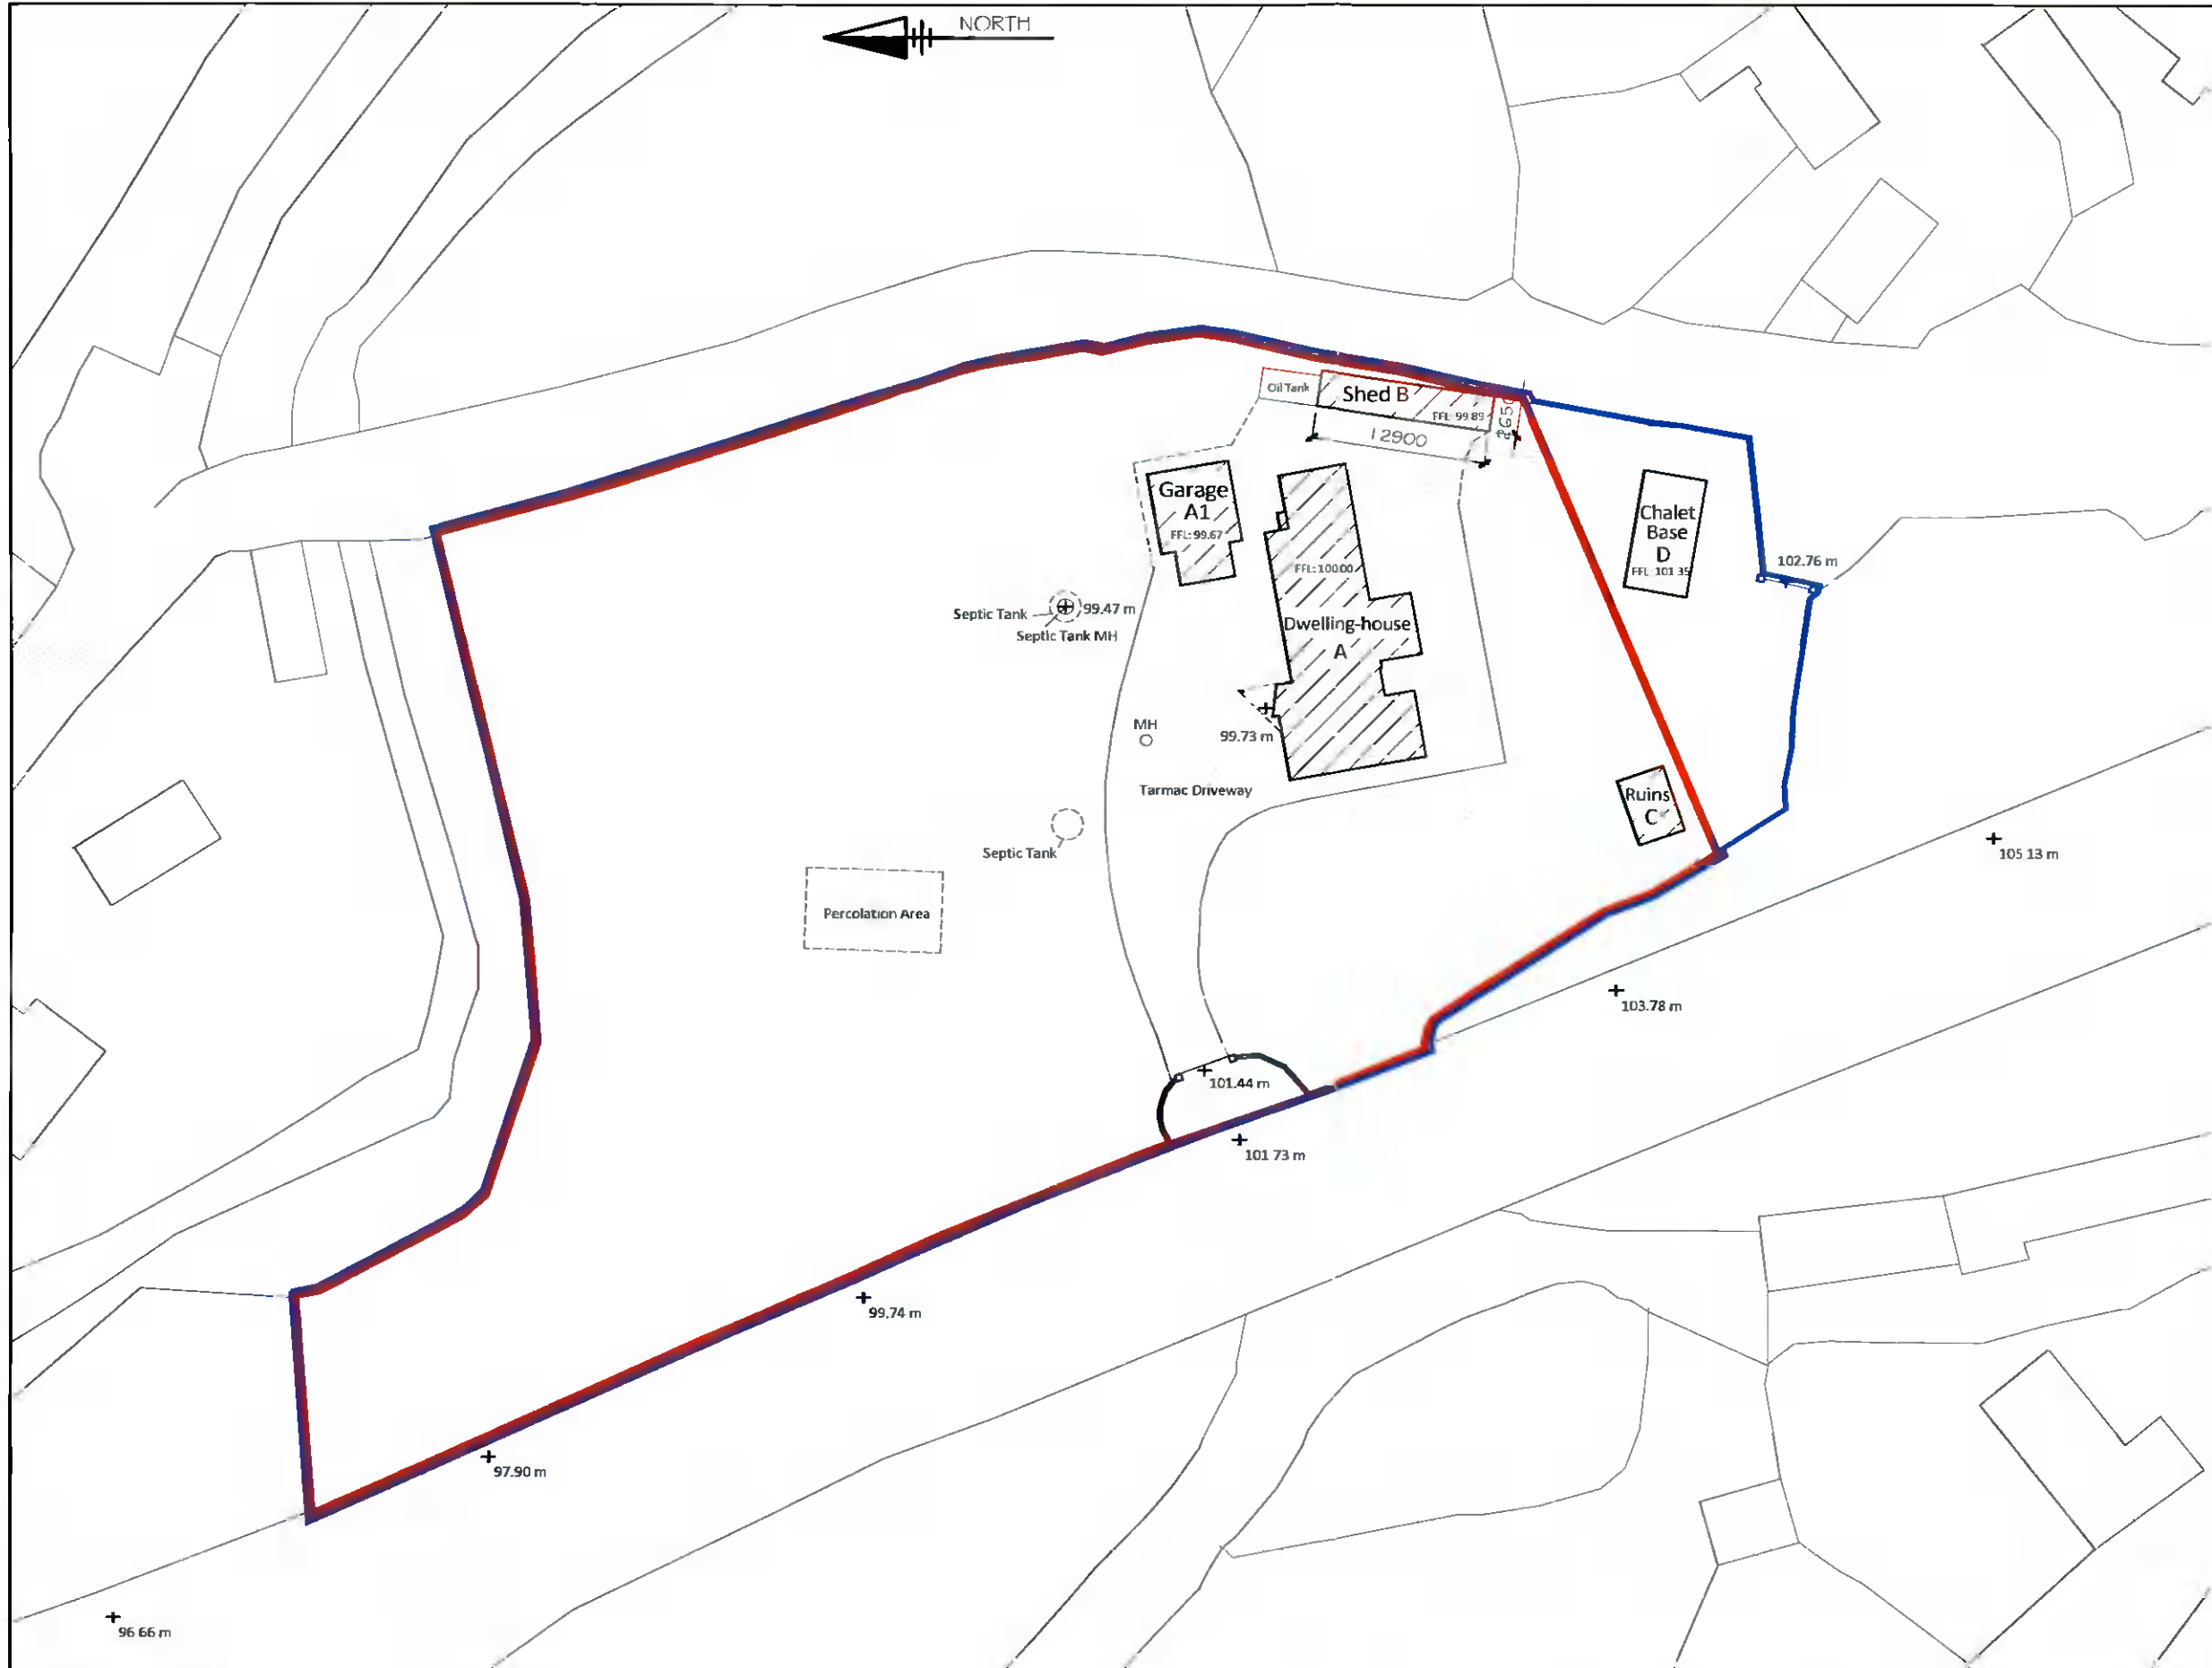 NORTH
Oil Tank
Shed B
FFL: 99.89
12900
Garage
A1
FFL: 99.67
Chalet
Base
D
FFL: 101.35
102.76 m
FFL: 100.00
Septic Tank
99.47 m
Septic Tank MH
Dwelling-house
A
MH
99.73 m
Tarmac Driveway
Ruins
C
Septic Tank
105.13 m
Percolation Area
103.78 m
101.44 m
101.73 m
99.74 m
97.90 m
96.66 m